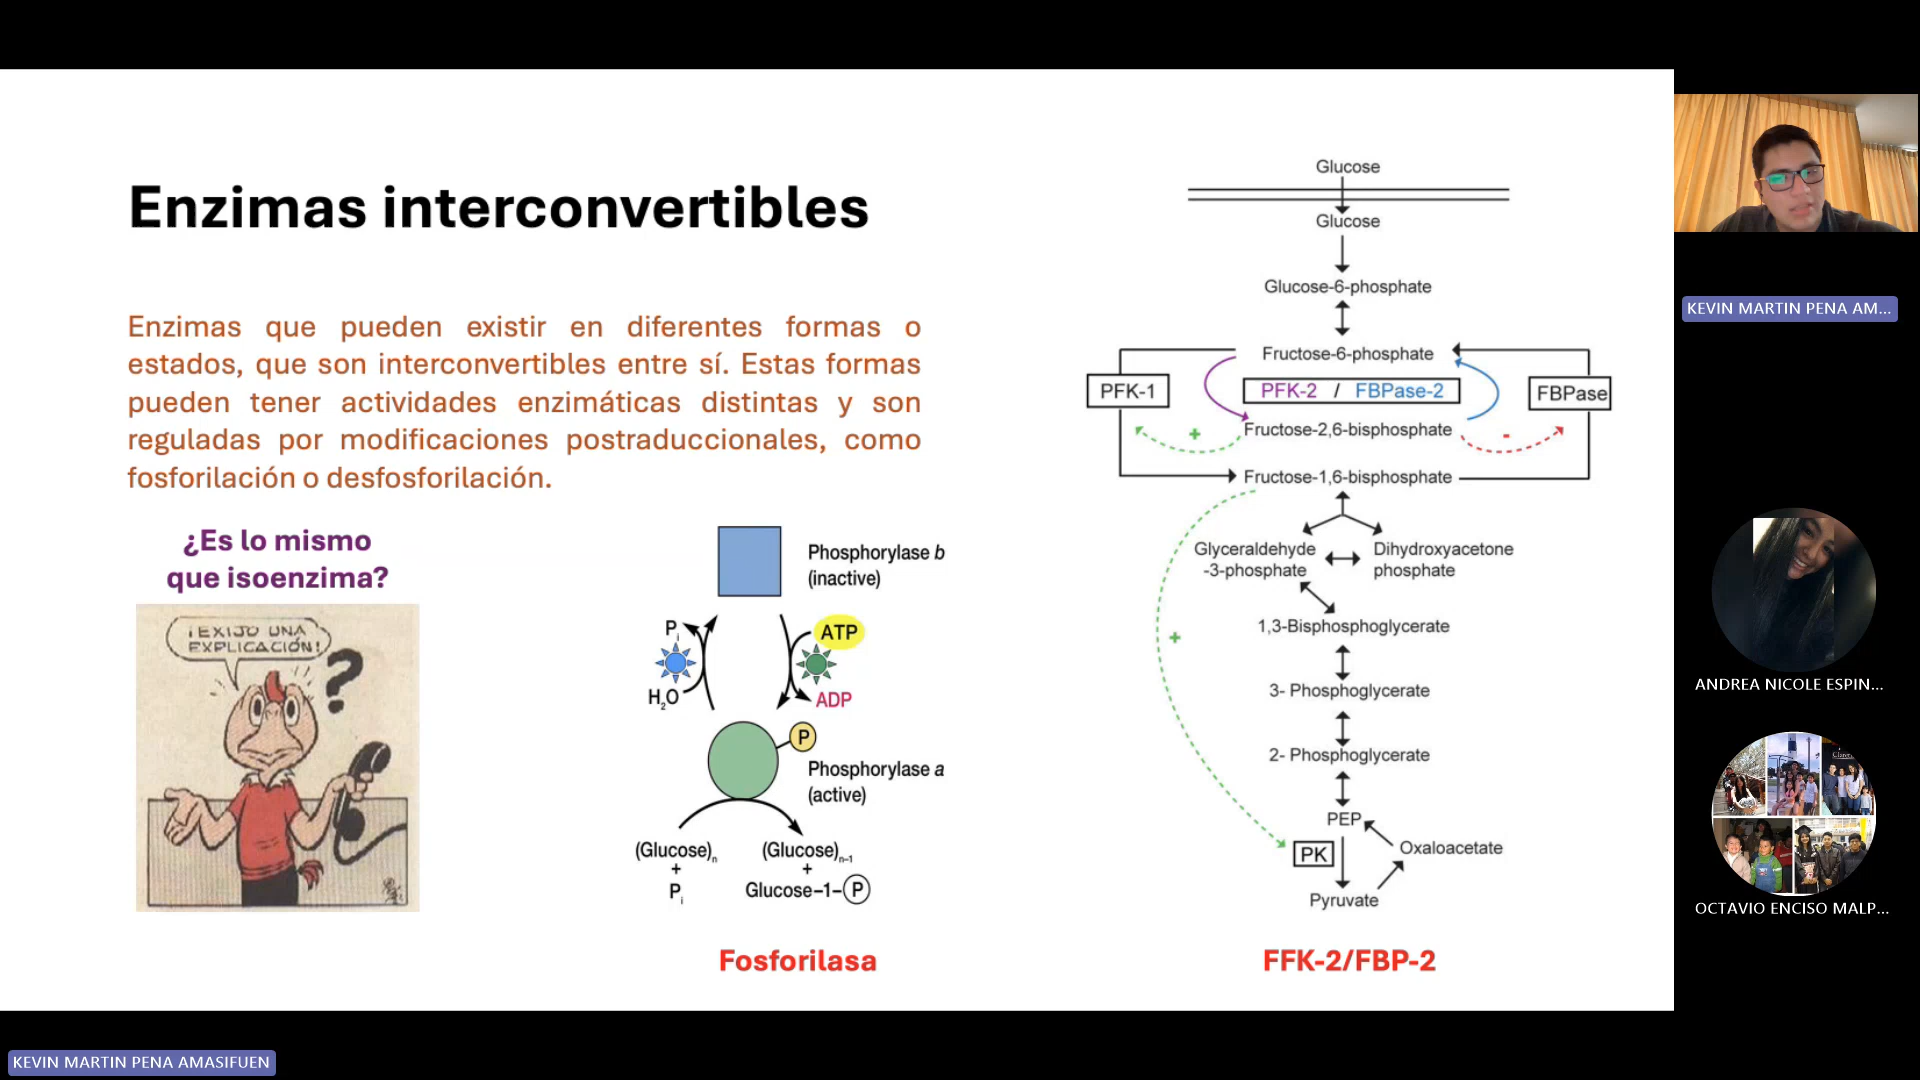 Enzimas interconvertibles
Enzimas que pueden existir en diferentes formas o
estados, que son interconvertibles entre sí. Estas formas
pueden tener actividades enzimáticas distintas y son
reguladas por modificaciones postraduccionales, como
fosforilación o desfosforilación.
¿Es lo mismo
que isoenzima?
¡EXIJO UNA
EXPLICACIÓN!
?
Phosphorylase b
(inactive)
Pi
H2O
ATP
ADP
P
Phosphorylase a
(active)
(Glucose)n
+
Pi
(Glucose)n-1
+
Glucose-1-P
Fosforilasa
Glucose
Glucose
Glucose-6-phosphate
Fructose-6-phosphate
PFK-1
PFK-2 / FBPase-2
FBPase
Fructose-2,6-bisphosphate
+
-
Fructose-1,6-bisphosphate
Glyceraldehyde
-3-phosphate
Dihydroxyacetone
phosphate
1,3-Bisphosphoglycerate
+
3- Phosphoglycerate
2- Phosphoglycerate
PEP
Oxaloacetate
PK
Pyruvate
FFK-2/FBP-2
KEVIN MARTIN PENA AM...
ANDREA NICOLE ESPIN...
OCTAVIO ENCISO MALP...
KEVIN MARTIN PENA AMASIFUEN